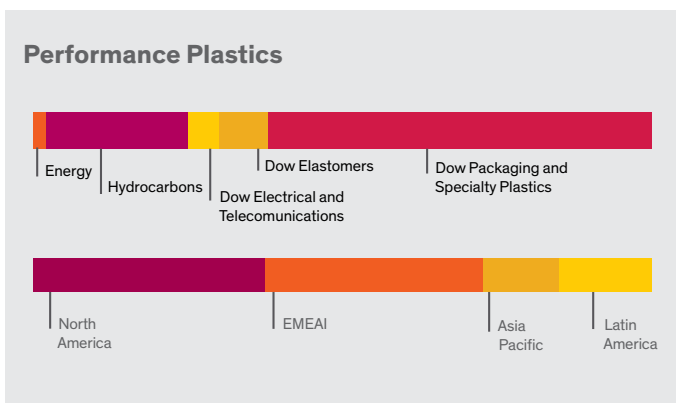 Performance Plastics
Energy
Hydrocarbons
Dow Electrical and
Telecomunications
Dow Elastomers
Dow Packaging and
Specialty Plastics
North
America
EMEAI
Asia
Pacific
Latin
America